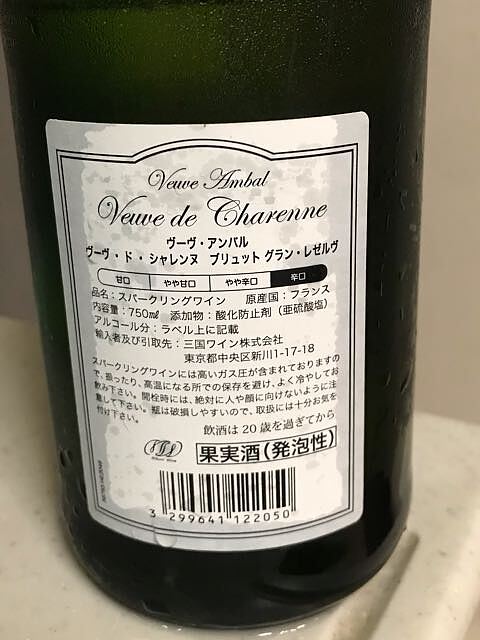 Veuve Ambal
Veuve de Charenne
ヴーヴ・アンバル
ヴーヴ・ド・シャレンヌ ブリュット グラン・レゼルヴ
甘口 やや甘口 やや辛口 辛口
品名：スパークリングワイン 原産国：フランス
内容量：750㎖ 添加物：酸化防止剤（亜硫酸塩）
アルコール分：ラベル上に記載
輸入者及び引取先：三国ワイン株式会社
東京都中央区新川1-17-18
スパークリングワインには高いガス圧が含まれておりますの
で、振ったり、高温になる所での保存を避け、よく冷やしてお
飲み下さい。開栓時には、絶対に人や顔に向けないように注
意して下さい。瓶は破損しやすいので、取扱には十分お気を
付け下さい。
飲酒は20歳を過ぎてから
果実酒（発泡性）
3 299641 122050